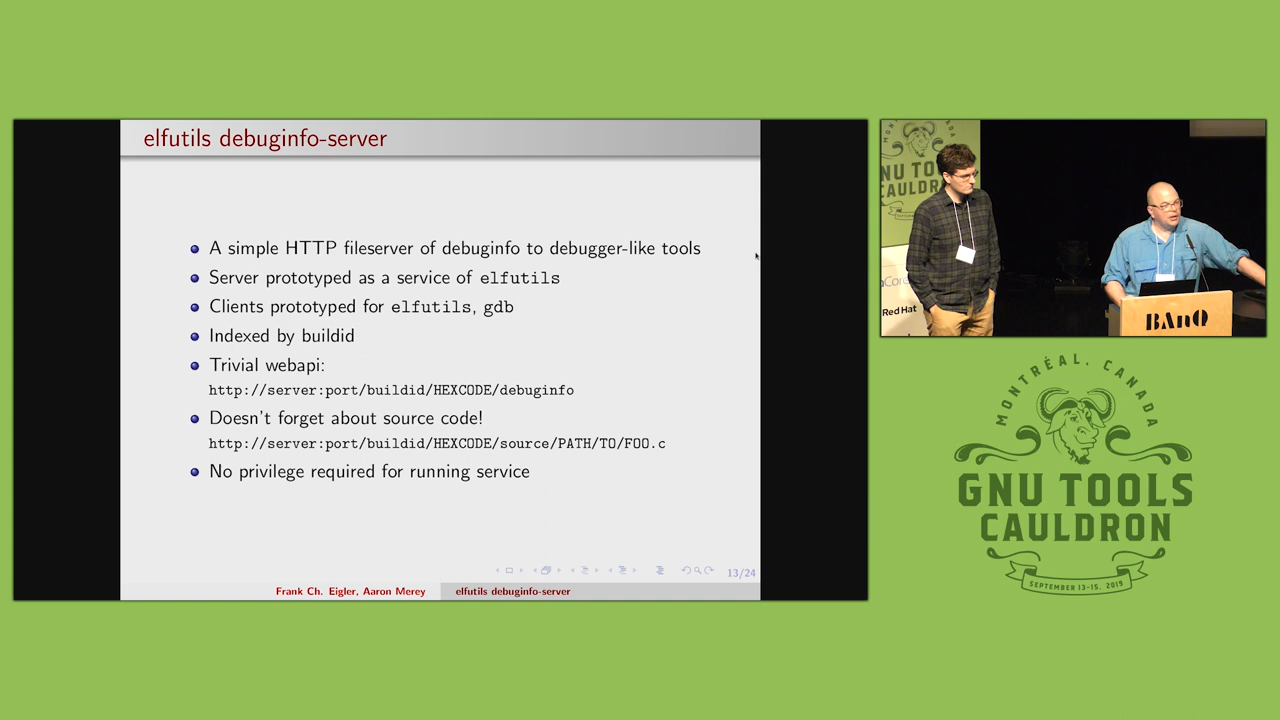 elfutils debuginfo-server
A simple HTTP fileserver of debuginfo to debugger-like tools
Server prototyped as a service of elfutils
Clients prototyped for elfutils, gdb
Indexed by buildid
Trivial webapi:
http://server:port/buildid/HEXCODE/debuginfo
Doesn't forget about source code!
http://server:port/buildid/HEXCODE/source/PATH/TO/FOO.c
No privilege required for running service
13/24
Frank Ch. Eigler, Aaron Merey
elfutils debuginfo-server
NU TO
CAULDR
Red Hat
BAnQ
MONTRÉAL, CANADA
GNU TOOLS
CAULDRON
SEPTEMBER 13-15, 2019